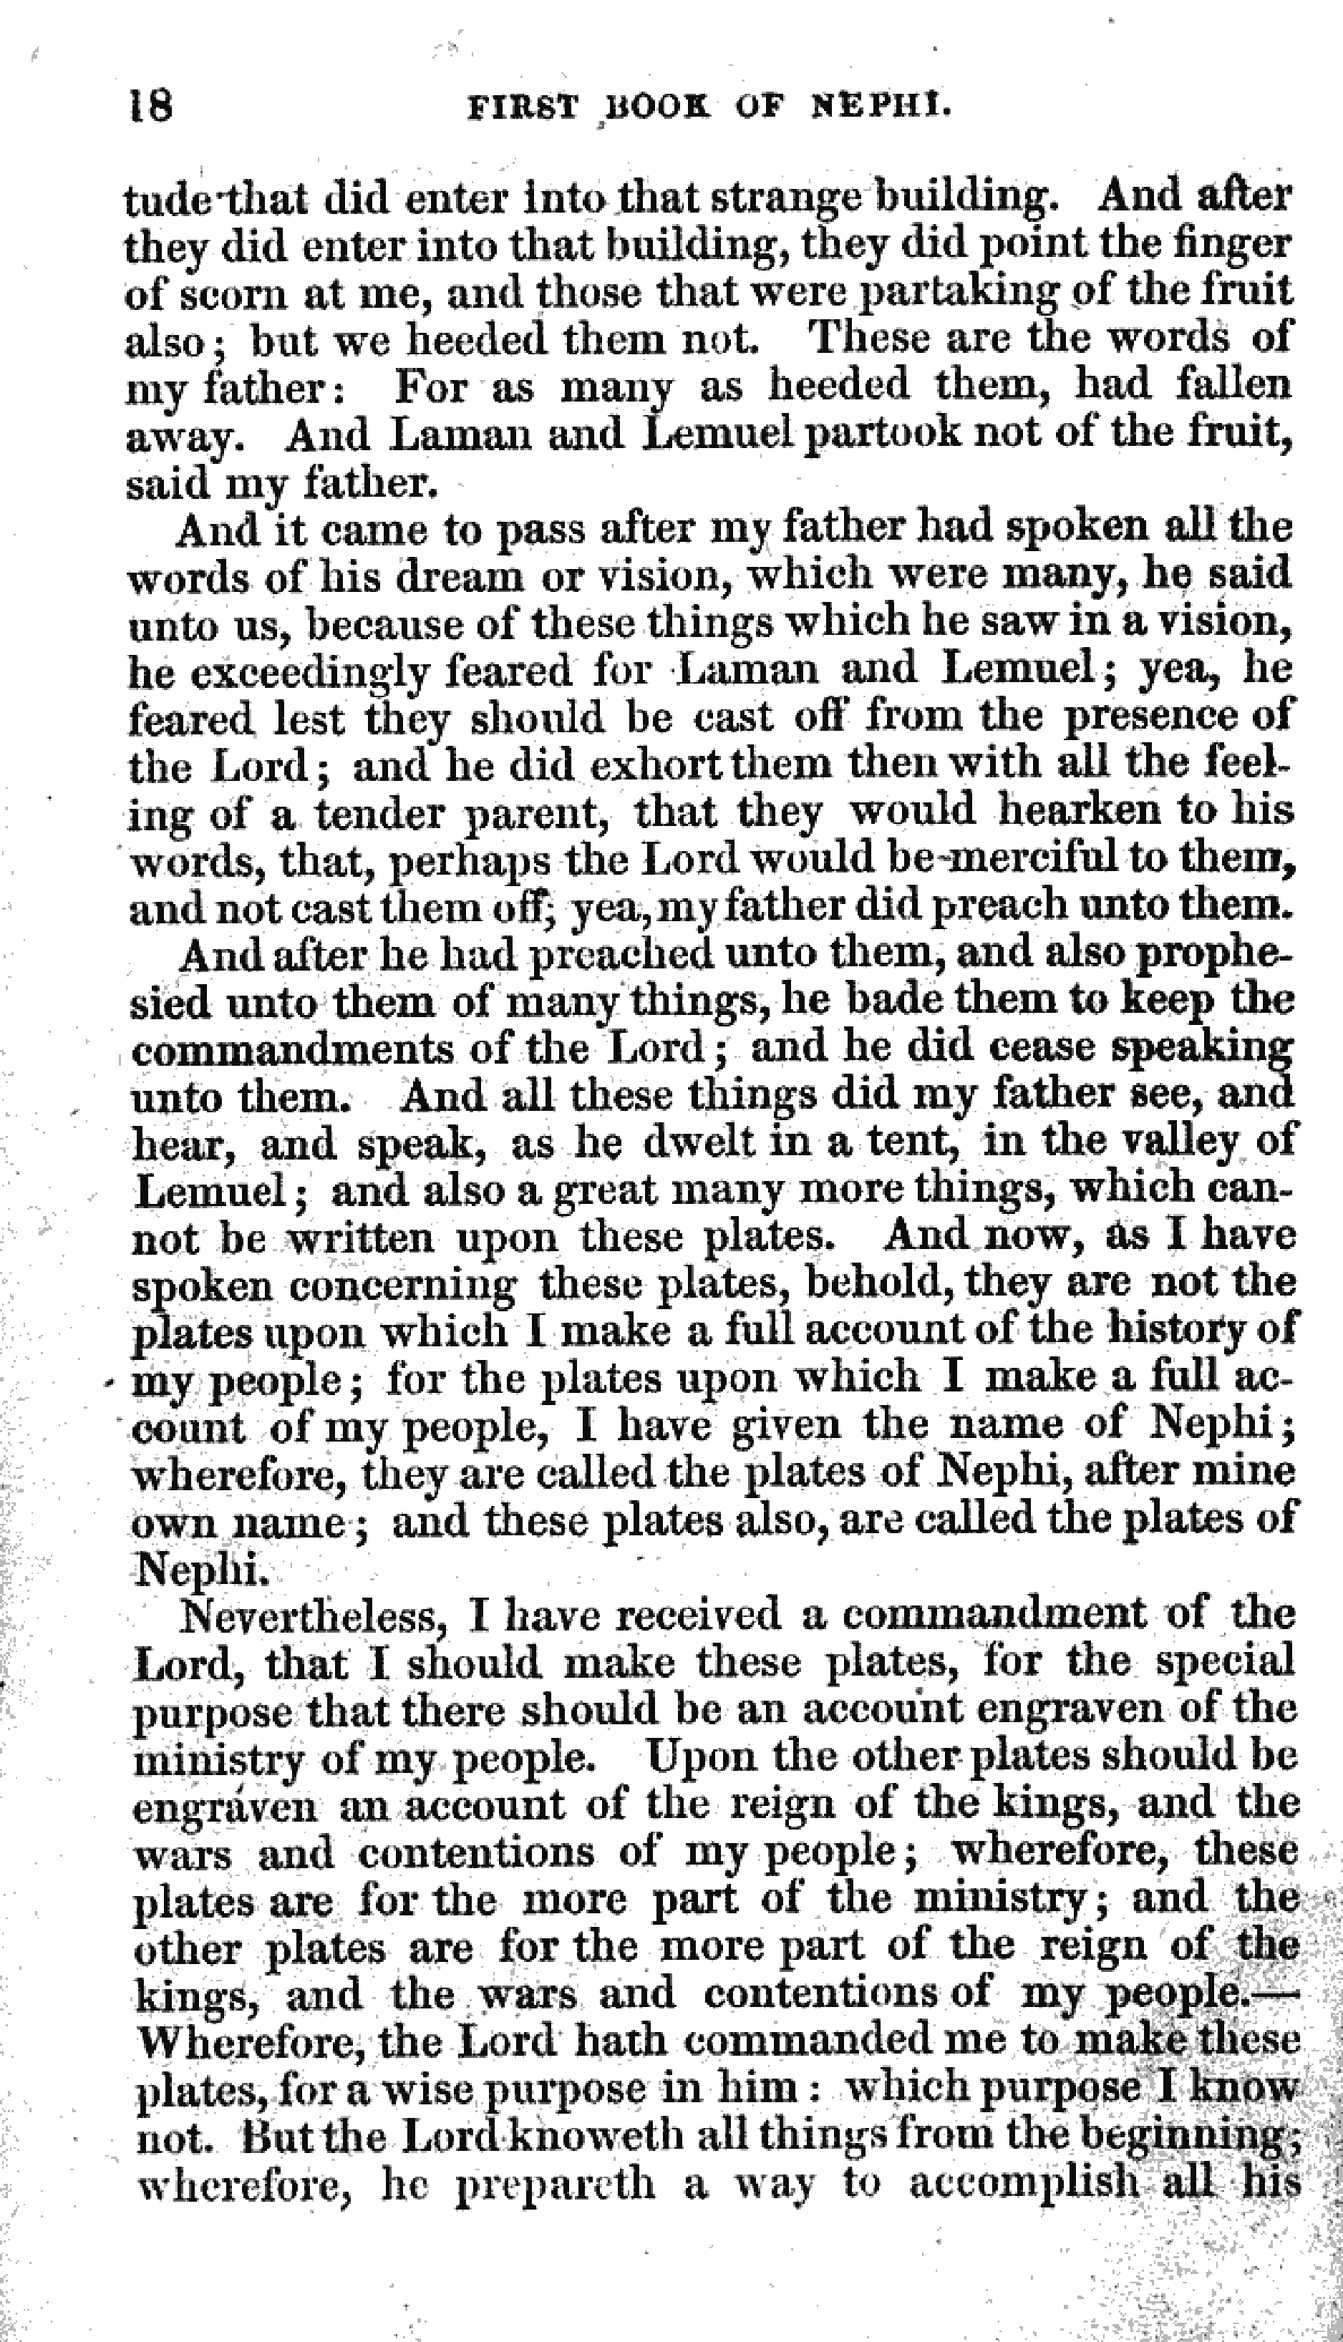 18 FIRST BOOK OF NEPHI.
tude that did enter into that strange building. And after
they did enter into that building, they did point the finger
of scorn at me, and those that were partaking of the fruit
also; but we heeded them not. These are the words of
my father: For as many as heeded them, had fallen
away. And Laman and Lemuel partook not of the fruit,
said my father.
And it came to pass after my father had spoken all the
words of his dream or vision, which were many, he said
unto us, because of these things which he saw in a vision,
he exceedingly feared for Laman and Lemuel; yea, he
feared lest they should be cast off from the presence of
the Lord; and he did exhort them then with all the feel-
ing of a tender parent, that they would hearken to his
words, that, perhaps the Lord would be merciful to them,
and not cast them off; yea, my father did preach unto them.
And after he had preached unto them, and also prophe-
sied unto them of many things, he bade them to keep the
commandments of the Lord; and he did cease speaking
unto them. And all these things did my father see, and
hear, and speak, as he dwelt in a tent, in the valley of
Lemuel; and also a great many more things, which can-
not be written upon these plates. And now, as I have
spoken concerning these plates, behold, they are not the
plates upon which I make a full account of the history of
my people; for the plates upon which I make a full ac-
count of my people, I have given the name of Nephi;
wherefore, they are called the plates of Nephi, after mine
own name; and these plates also, are called the plates of
Nephi.
Nevertheless, I have received a commandment of the
Lord, that I should make these plates, for the special
purpose that there should be an account engraven of the
ministry of my people. Upon the other plates should be
engraven an account of the reign of the kings, and the
wars and contentions of my people; wherefore, these
plates are for the more part of the ministry; and the
other plates are for the more part of the reign of the
kings, and the wars and contentions of my people.—
Wherefore, the Lord hath commanded me to make these
plates, for a wise purpose in him: which purpose I know
not. But the Lord knoweth all things from the beginning;
wherefore, he prepareth a way to accomplish all his